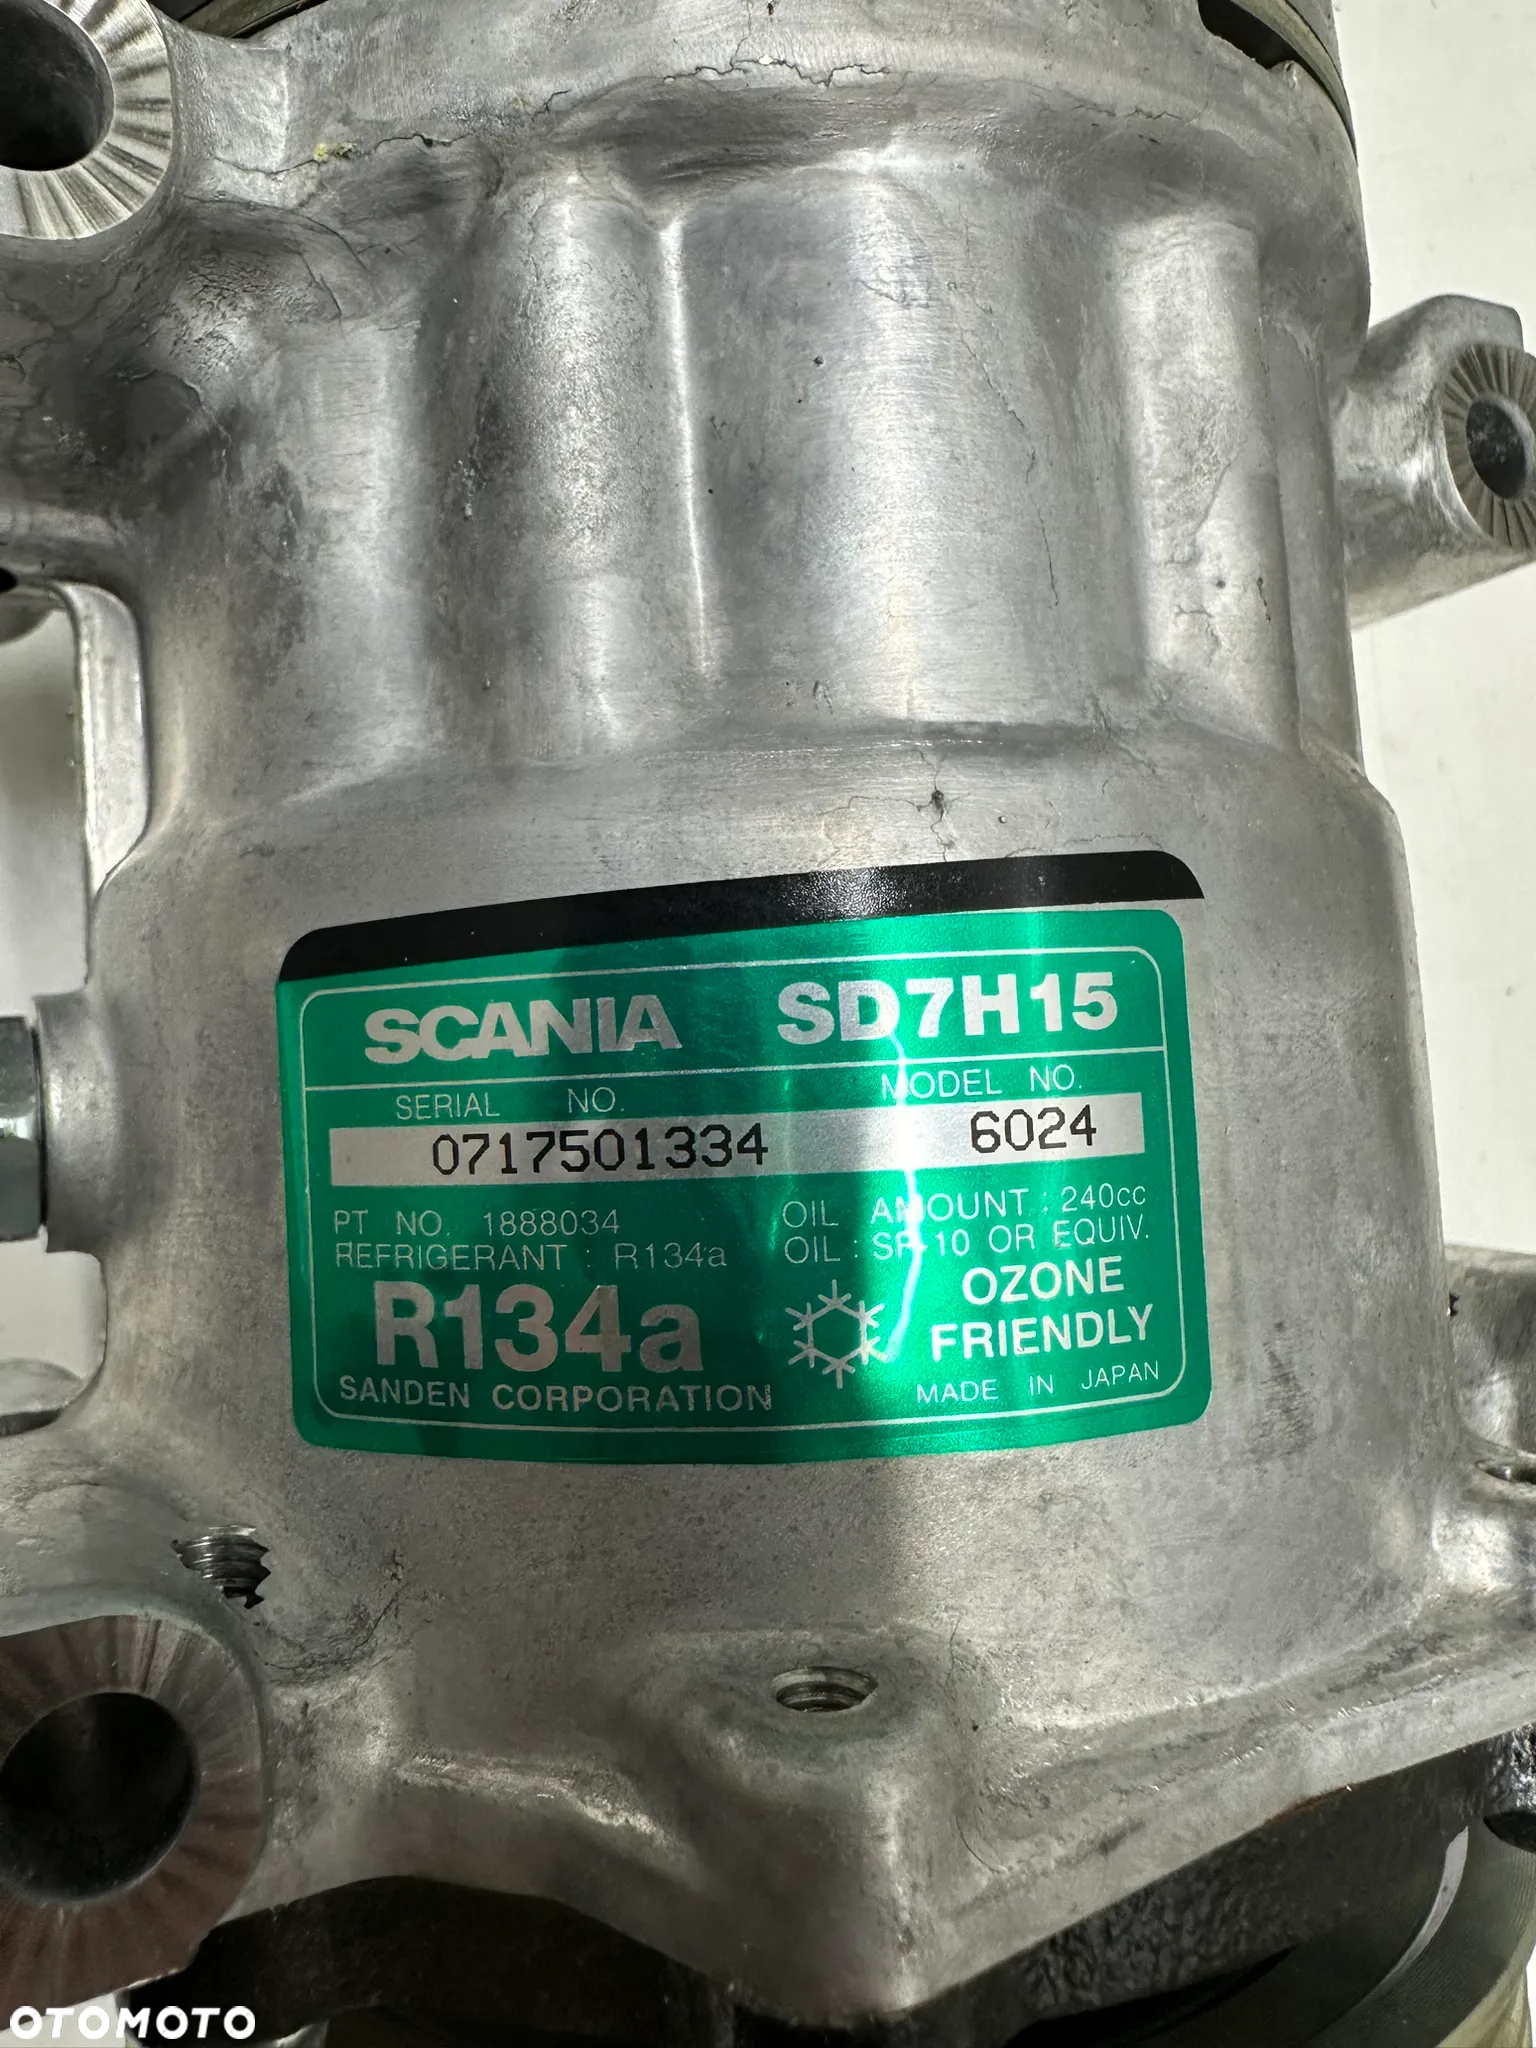 SCANIA SD7H15
SERIAL NO. MODEL NO.
0717501334 6024
PT NO. 1888034 OIL AMOUNT : 240cc
REFRIGERANT : R134a OIL : SP-10 OR EQUIV.
R134a OZONE
FRIENDLY
SANDEN CORPORATION MADE IN JAPAN
OTOMOTO